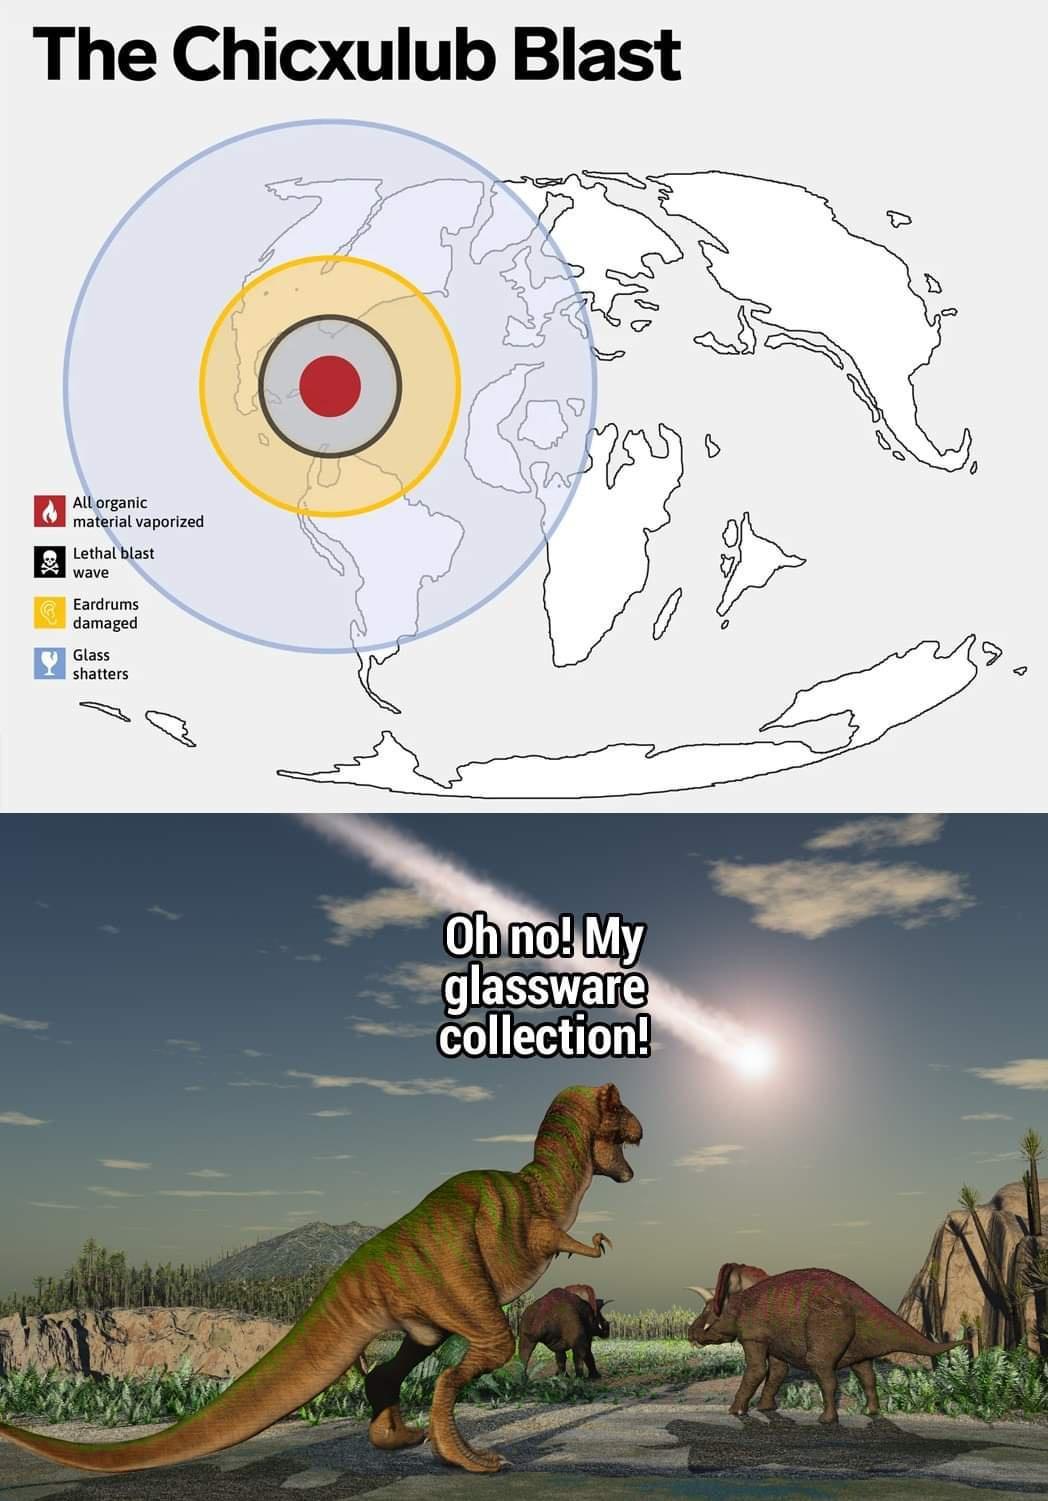 The Chicxulub Blast
All organic
material vaporized
Lethal blast
wave
Eardrums
damaged
Glass
shatters
Oh no! My
glassware
collection!